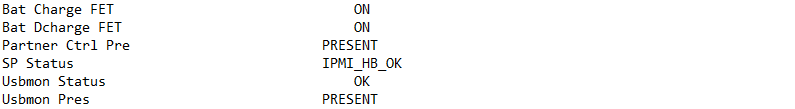 Bat Charge FET ON
Bat Dcharge FET ON
Partner Ctrl Pre PRESENT
SP Status IPMI_HB_OK
Usbmon Status OK
Usbmon Pres PRESENT